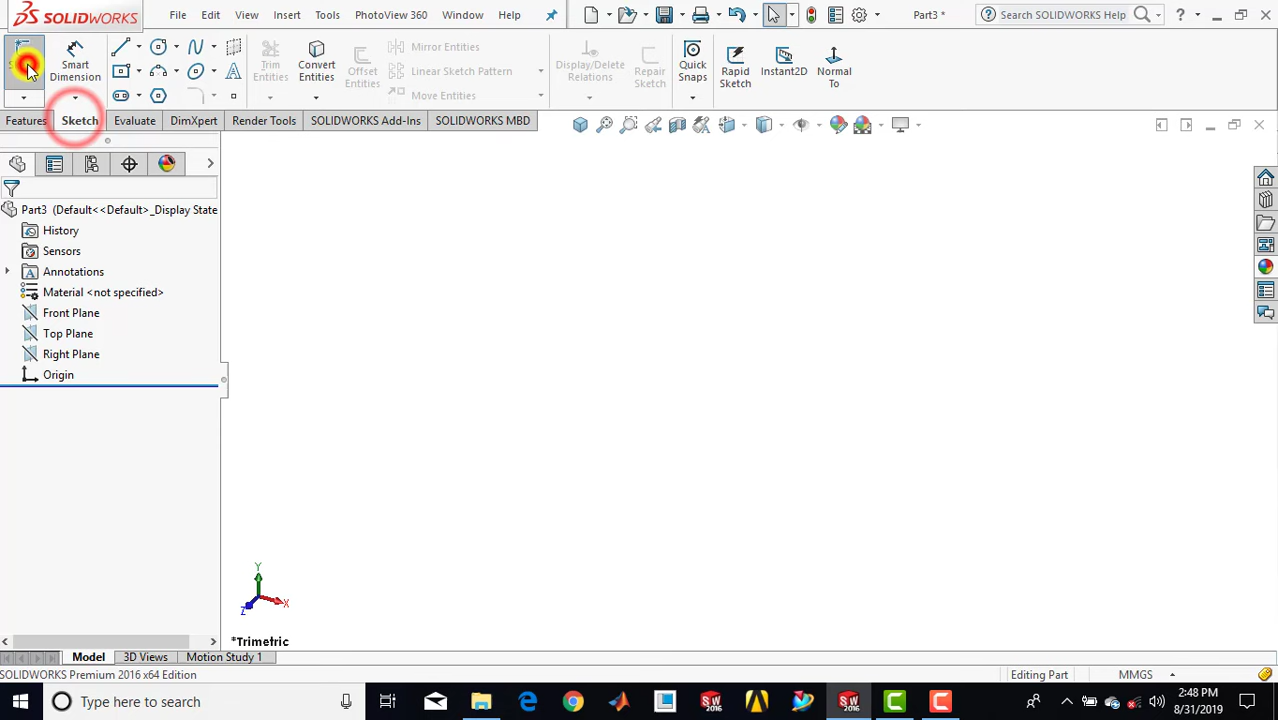 SOLIDWORKS File Edit View Insert Tools PhotoView 360 Window Help Part3 * Search SOLIDWORKS Help
Smart Dimension
Trim Entities
Convert Entities
Offset Entities
Mirror Entities
Linear Sketch Pattern
Move Entities
Display/Delete Relations
Repair Sketch
Quick Snaps
Rapid Sketch
Instant2D
Normal To
Features Sketch Evaluate DimXpert Render Tools SOLIDWORKS Add-Ins SOLIDWORKS MBD
Part3 (Default<<Default>_Display State
History
Sensors
Annotations
Material <not specified>
Front Plane
Top Plane
Right Plane
Origin
Y
X
Z
*Trimetric
Model 3D Views Motion Study 1
SOLIDWORKS Premium 2016 x64 Edition Editing Part MMGS
Type here to search
2:48 PM
8/31/2019